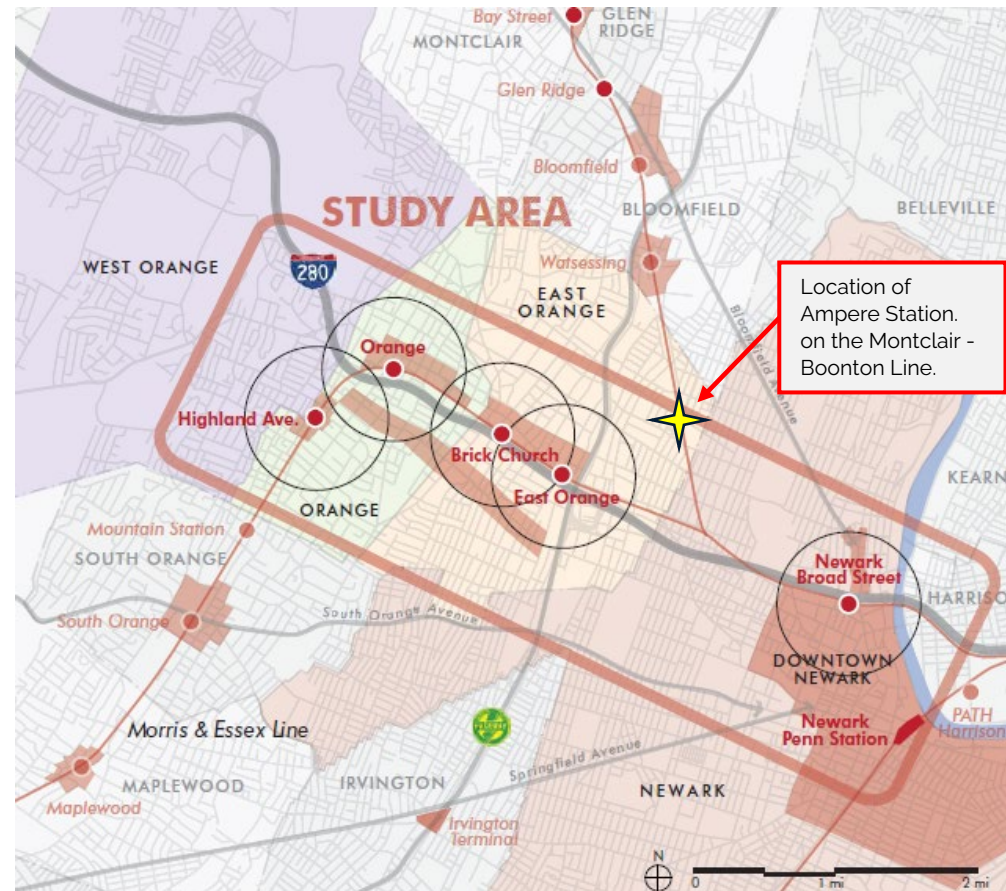 Bay Street
GLEN
RIDGE
MONTCLAIR
Glen Ridge
Bloomfield
STUDY AREA
BLOOMFIELD
BELLEVILLE
WEST ORANGE
280
Watsessing
EAST
ORANGE
Location of
Ampere Station.
on the Montclair -
Boonton Line.
Bloomfield Avenue
Orange
Highland Ave.
Brick Church
East Orange
KEARN
ORANGE
Mountain Station
SOUTH ORANGE
Newark
Broad Street
HARRISO
South Orange
South Orange Avenue
DOWNTOWN
NEWARK
PATH
Harrison
Morris & Essex Line
Newark
Penn Station
Springfield Avenue
MAPLEWOOD
IRVINGTON
NEWARK
Maplewood
Irvington
Terminal
N
0 1 mi 2 mi